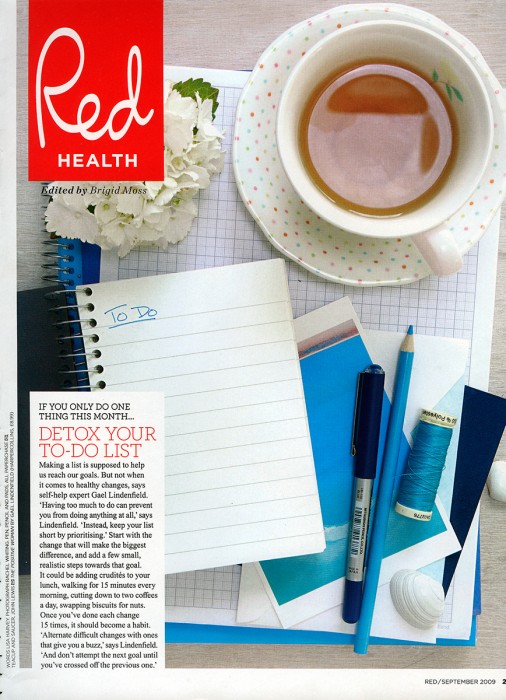 Red
HEALTH
Edited by Brigid Moss
To Do
IF YOU ONLY DO ONE
THING THIS MONTH...
DETOX YOUR
TO-DO LIST
Making a list is supposed to help
us reach our goals. But not when
it comes to healthy changes, says
self-help expert Gael Lindenfield.
‘Having too much to do can prevent
you from doing anything at all,’ says
Lindenfield. ‘Instead, keep your list
short by prioritising.’ Start with the
change that will make the biggest
difference, and add a few small,
realistic steps towards that goal.
It could be adding crudités to your
lunch, walking for 15 minutes every
morning, cutting down to two coffees
a day, swapping biscuits for nuts.
Once you’ve done each change
15 times, it should become a habit.
‘Alternate difficult changes with ones
that give you a buzz,’ says Lindenfield.
‘And don’t attempt the next goal until
you’ve crossed off the previous one.’
RED/SEPTEMBER 2009 2